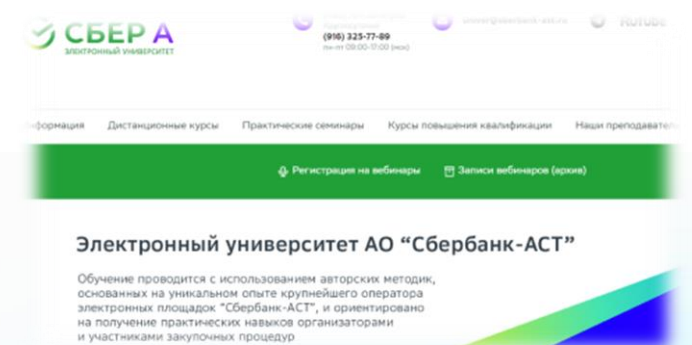 СБЕР А
ЭЛЕКТРОННЫЙ УНИВЕРСИТЕТ
(916) 325-77-89
пн-пт 09:00-17:00 (мск)
Дистанционные курсы Практические семинары Курсы повышения квалификации Наши
Регистрация на вебинары Записи вебинаров (архив)
Электронный университет АО “Сбербанк-АСТ”
Обучение проводится с использованием авторских методик,
основанных на уникальном опыте крупнейшего оператора
электронных площадок “Сбербанк-АСТ”, и ориентировано
на получение практических навыков организаторами
и участниками закупочных процедур